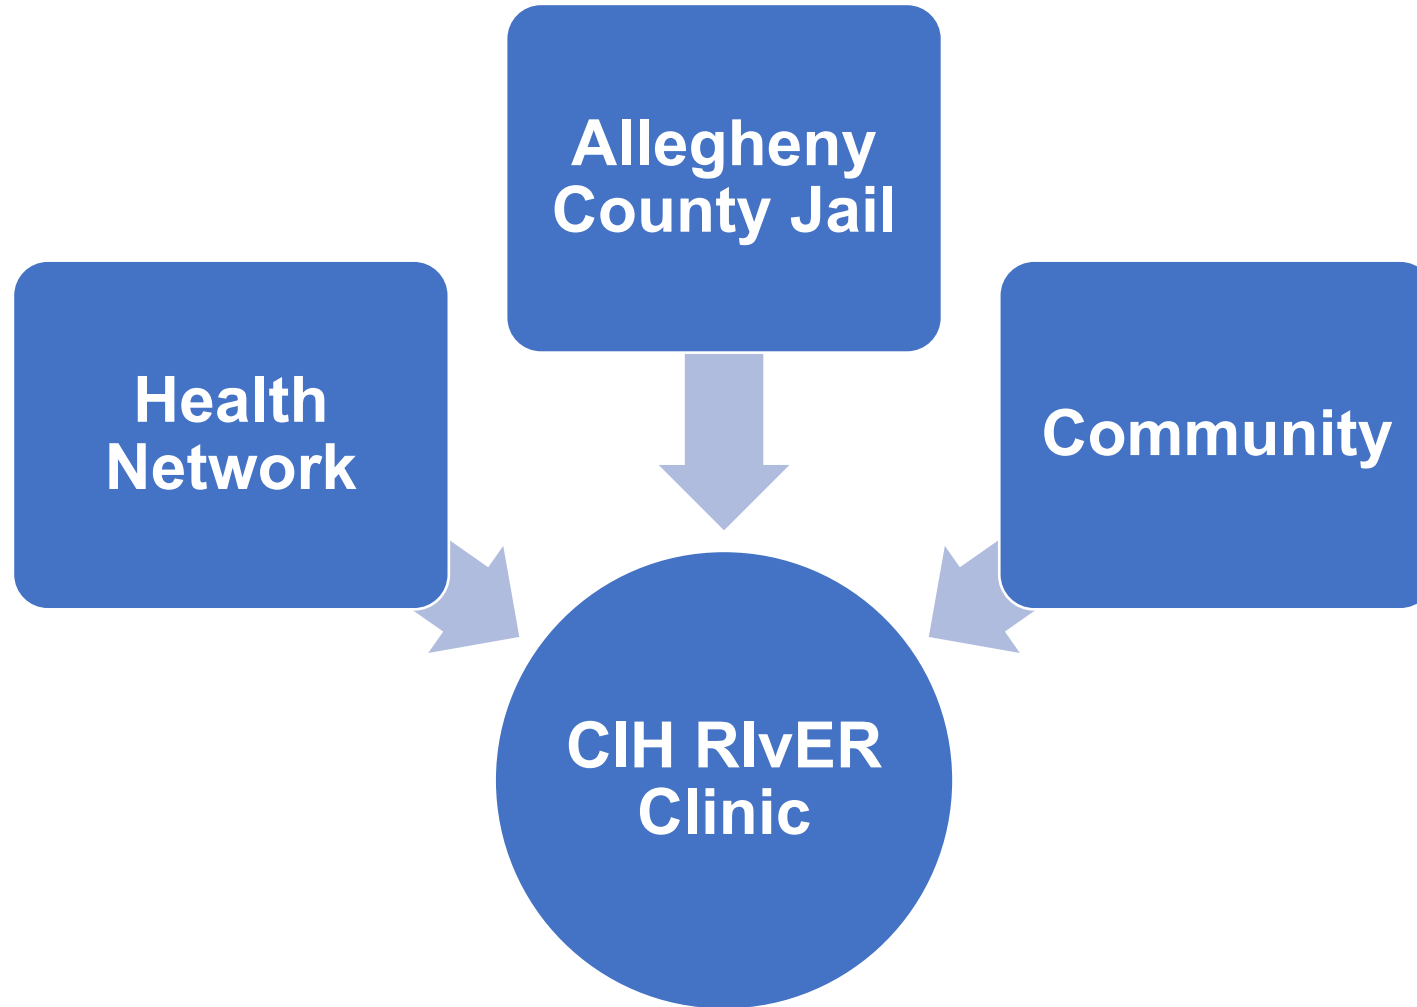 Allegheny
County Jail
Health
Network
Community
CIH RIvER
Clinic